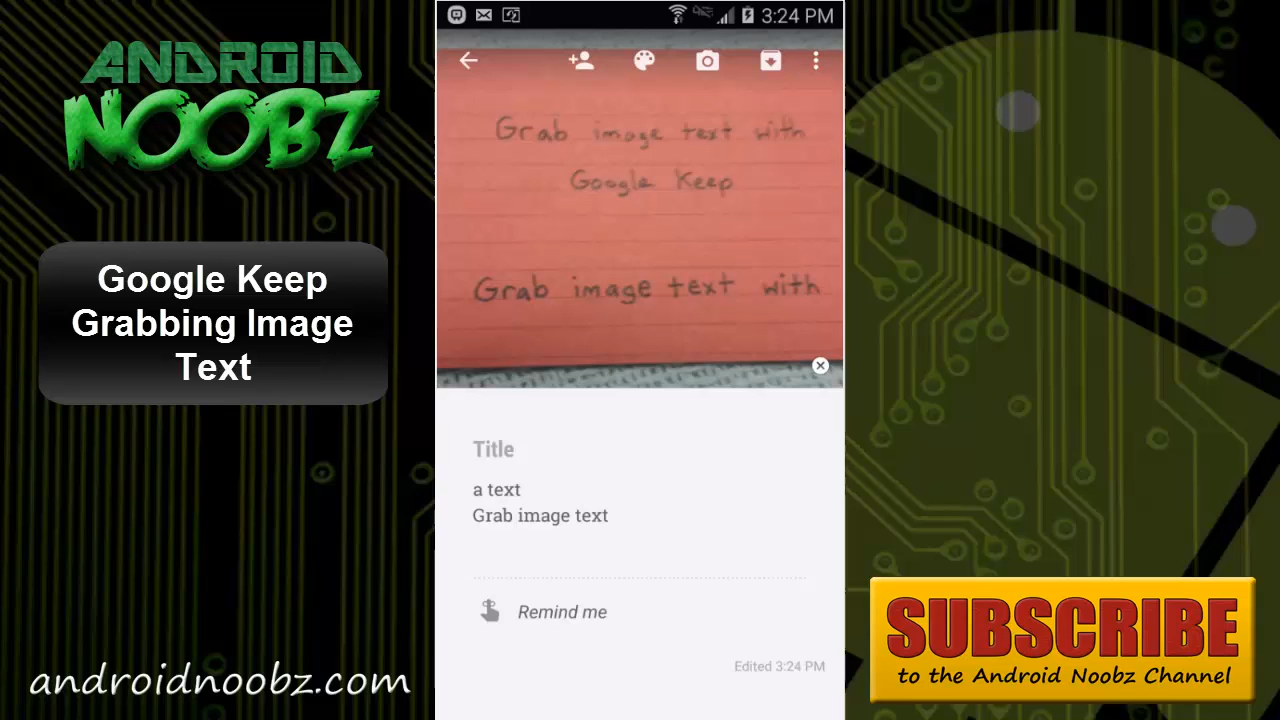 ANDROID
NOOBZ
Google Keep
Grabbing Image
Text
androidnoobz.com
3:24 PM
Grab image text with
Google Keep
Grab image text with
Title
a text
Grab image text
Remind me
Edited 3:24 PM
SUBSCRIBE
to the Android Noobz Channel